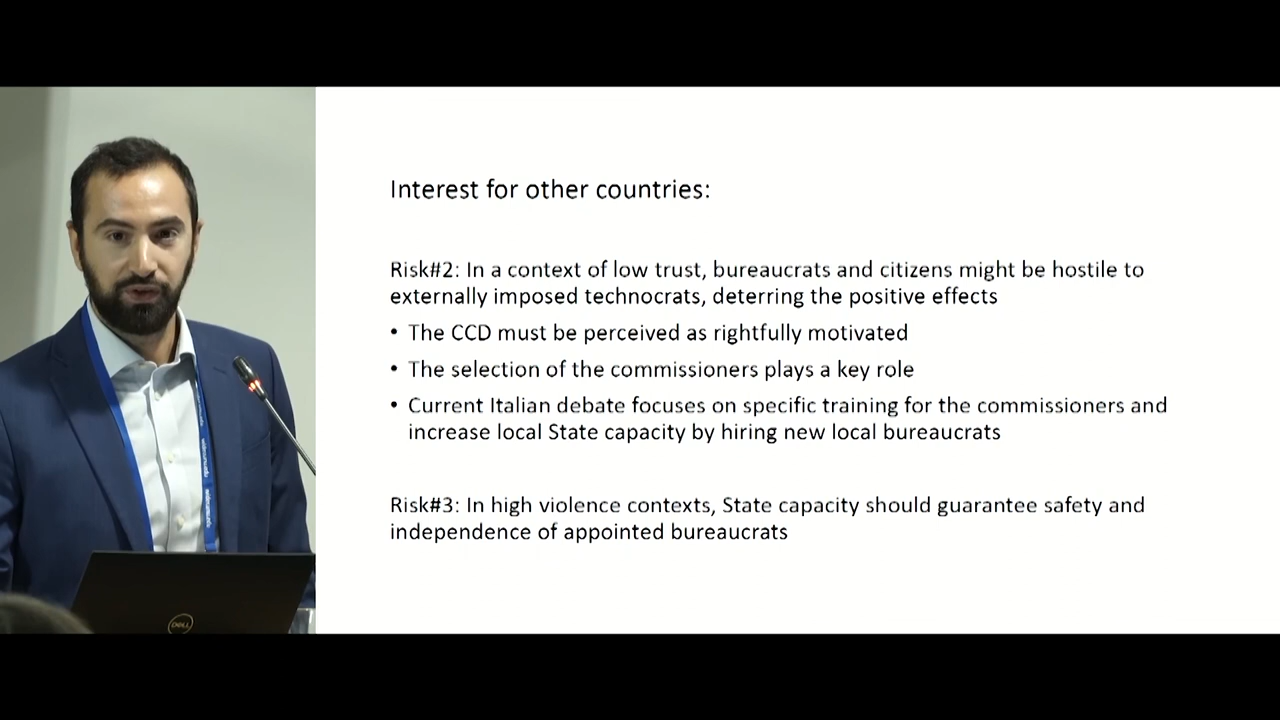 Interest for other countries:
Risk#2: In a context of low trust, bureaucrats and citizens might be hostile to
externally imposed technocrats, deterring the positive effects
• The CCD must be perceived as rightfully motivated
• The selection of the commissioners plays a key role
• Current Italian debate focuses on specific training for the commissioners and
increase local State capacity by hiring new local bureaucrats
Risk#3: In high violence contexts, State capacity should guarantee safety and
independence of appointed bureaucrats
DELL